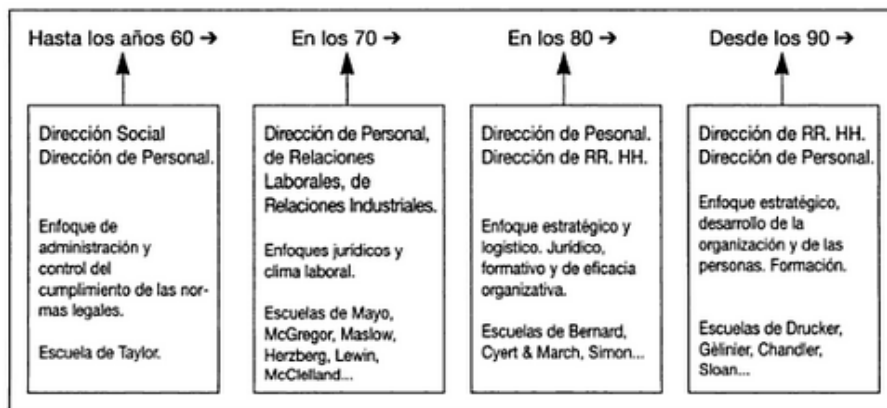 Hasta los años 60 ➔
En los 70 ➔
En los 80 ➔
Desde los 90 ➔
Dirección Social
Dirección de Personal.
Enfoque de
administración y
control del
cumplimiento de las nor-
mas legales.
Escuela de Taylor.
Dirección de Personal,
de Relaciones
Laborales, de
Relaciones Industriales.
Enfoques jurídicos y
clima laboral.
Escuelas de Mayo,
McGregor, Maslow,
Herzberg, Lewin,
McClelland...
Dirección de Pesonal.
Dirección de RR. HH.
Enfoque estratégico y
logístico. Jurídico,
formativo y de eficacia
organizativa.
Escuelas de Bernard,
Cyert & March, Simon...
Dirección de RR. HH.
Dirección de Personal.
Enfoque estratégico,
desarrollo de la
organización y de las
personas. Formación.
Escuelas de Drucker,
Gèlinier, Chandler,
Sloan...